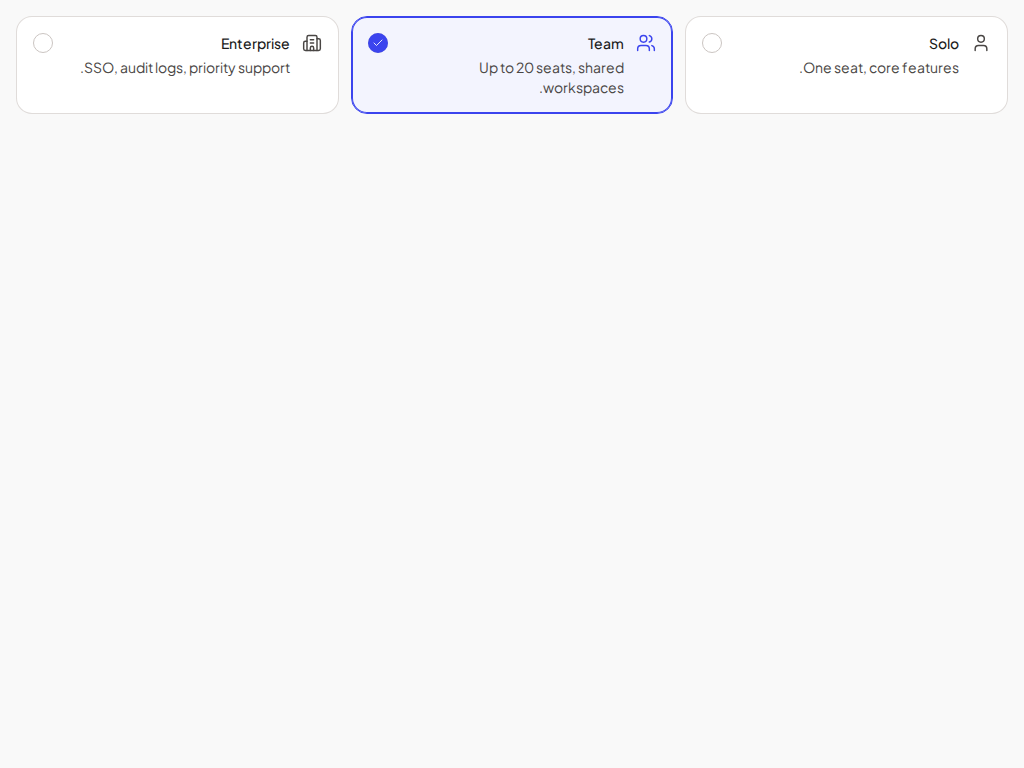 Solo
One seat, core features.
Team
Up to 20 seats, shared
workspaces.
Enterprise
SSO, audit logs, priority support.